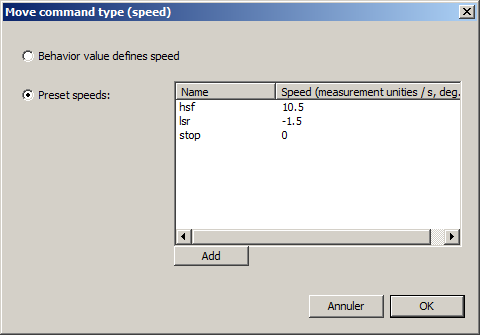 Move command type (speed)
Behavior value defines speed
Preset speeds:
Name Speed (measurement unities / s, deg.
hsf 10.5
lsr -1.5
stop 0
Add
Annuler OK